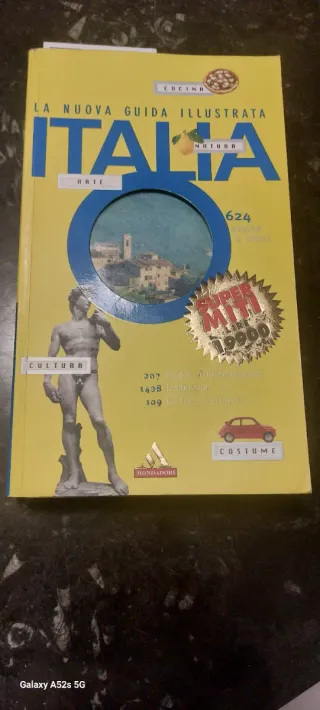 CUCINA
LA NUOVA GUIDA ILLUSTRATA
ITALIA
NATURA
ARTE
624
SUPER
MITI
19900
CULTURA
207
1438
109
MONDADORI
COSTUME
Galaxy A52s 5G